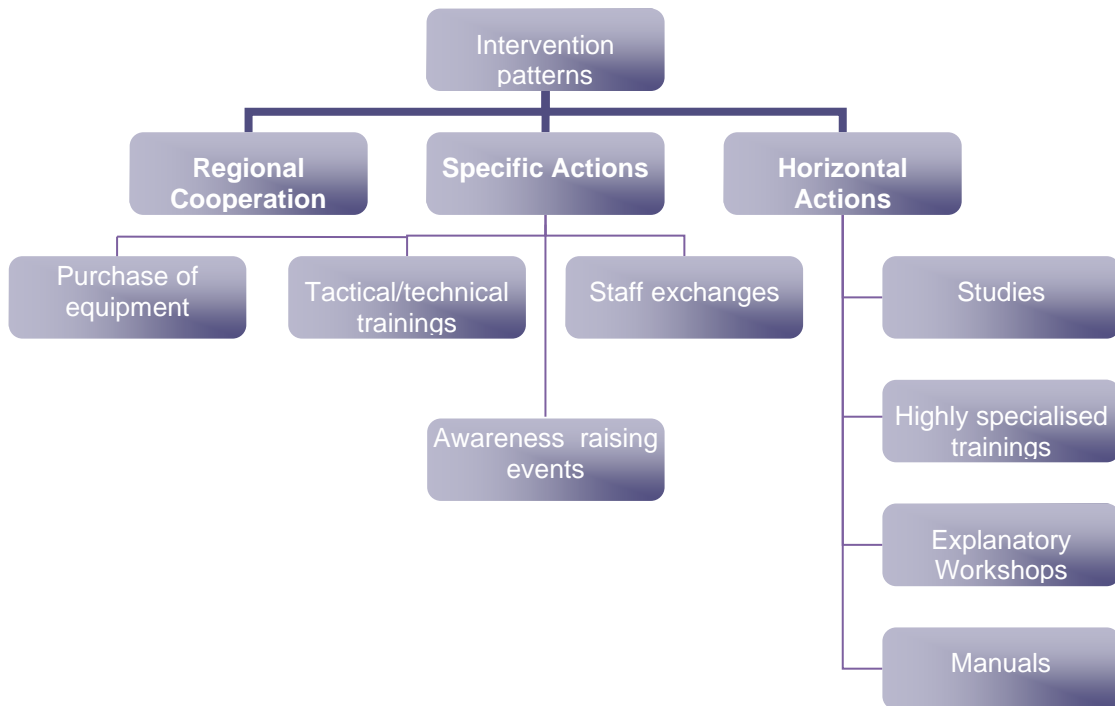 Intervention
patterns
Regional
Cooperation
Specific Actions
Horizontal
Actions
Purchase of
equipment
Tactical/technical
trainings
Staff exchanges
Awareness raising
events
Studies
Highly specialised
trainings
Explanatory
Workshops
Manuals